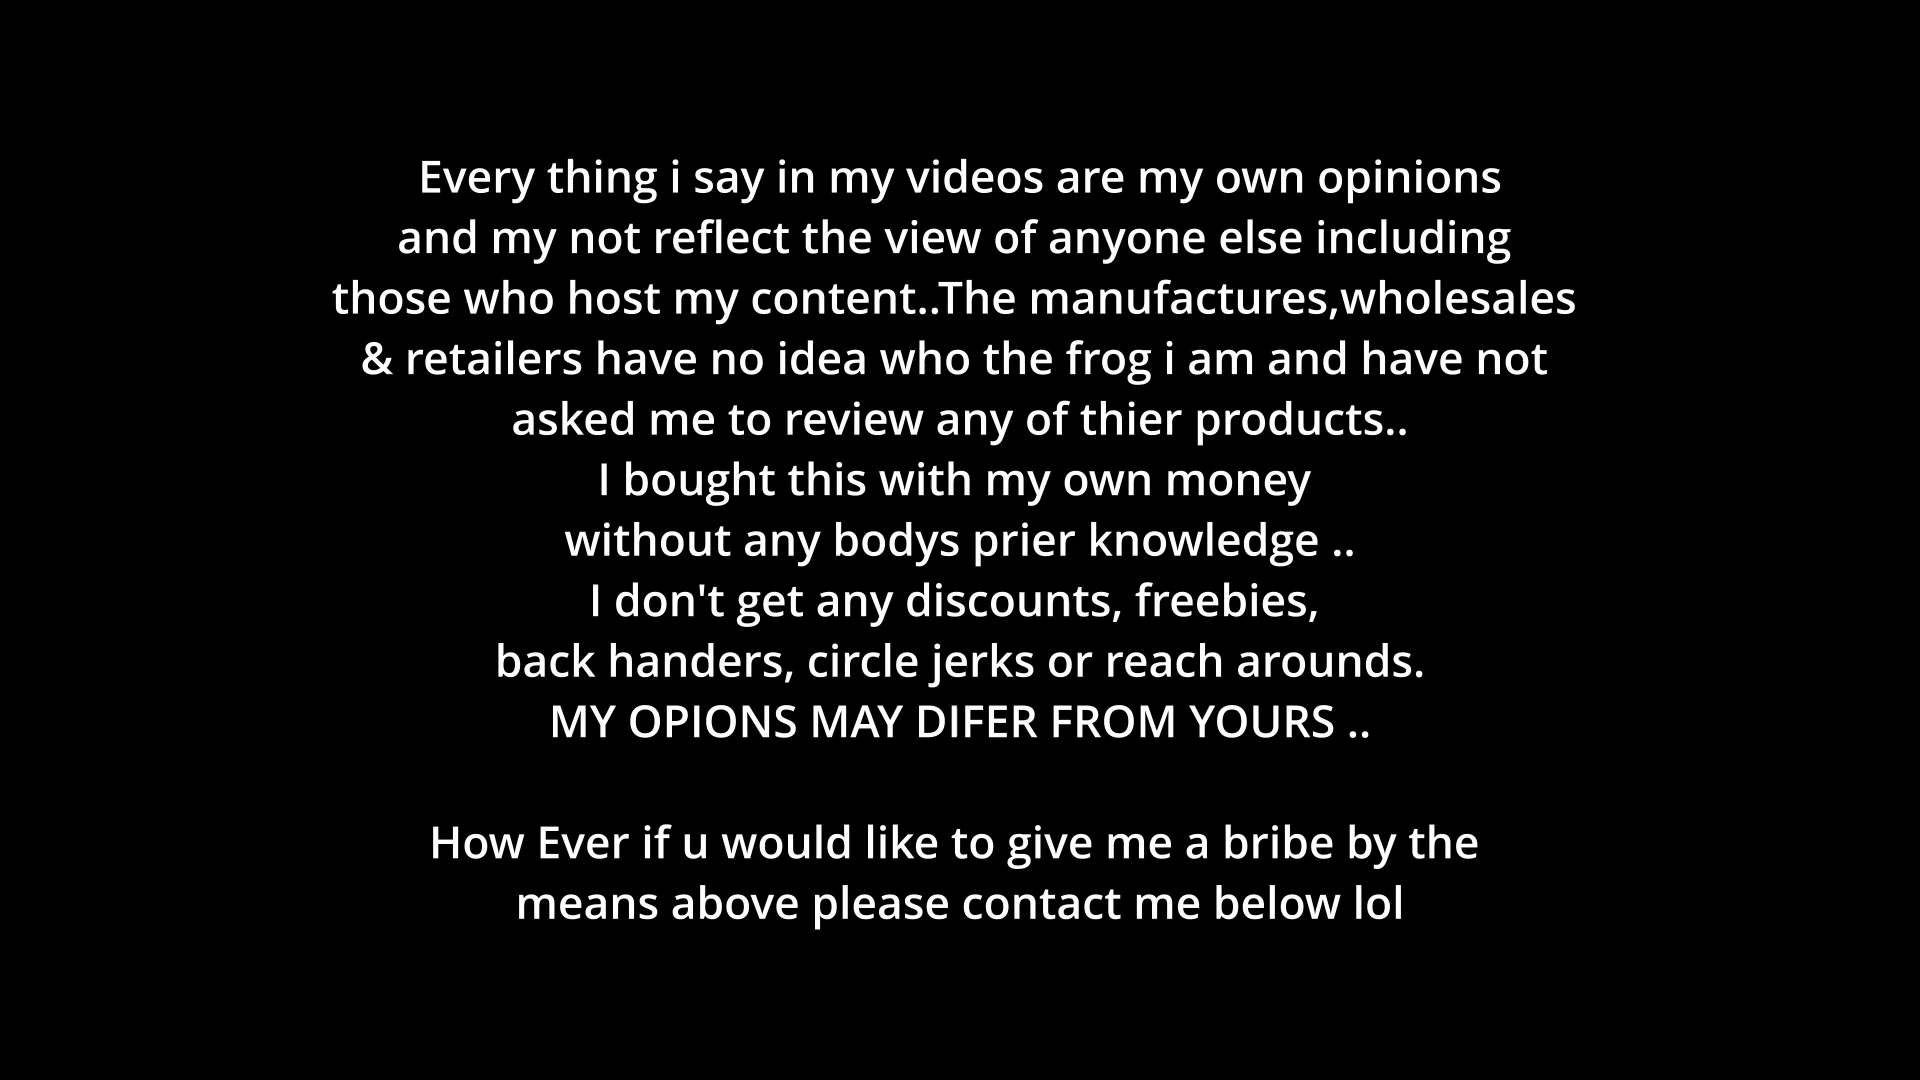 Every thing i say in my videos are my own opinions
and my not reflect the view of anyone else including
those who host my content..The manufactures,wholesales
& retailers have no idea who the frog i am and have not
asked me to review any of thier products..
I bought this with my own money
without any bodys prier knowledge ..
I don't get any discounts, freebies,
back handers, circle jerks or reach arounds.
MY OPIONS MAY DIFER FROM YOURS ..
How Ever if u would like to give me a bribe by the
means above please contact me below lol